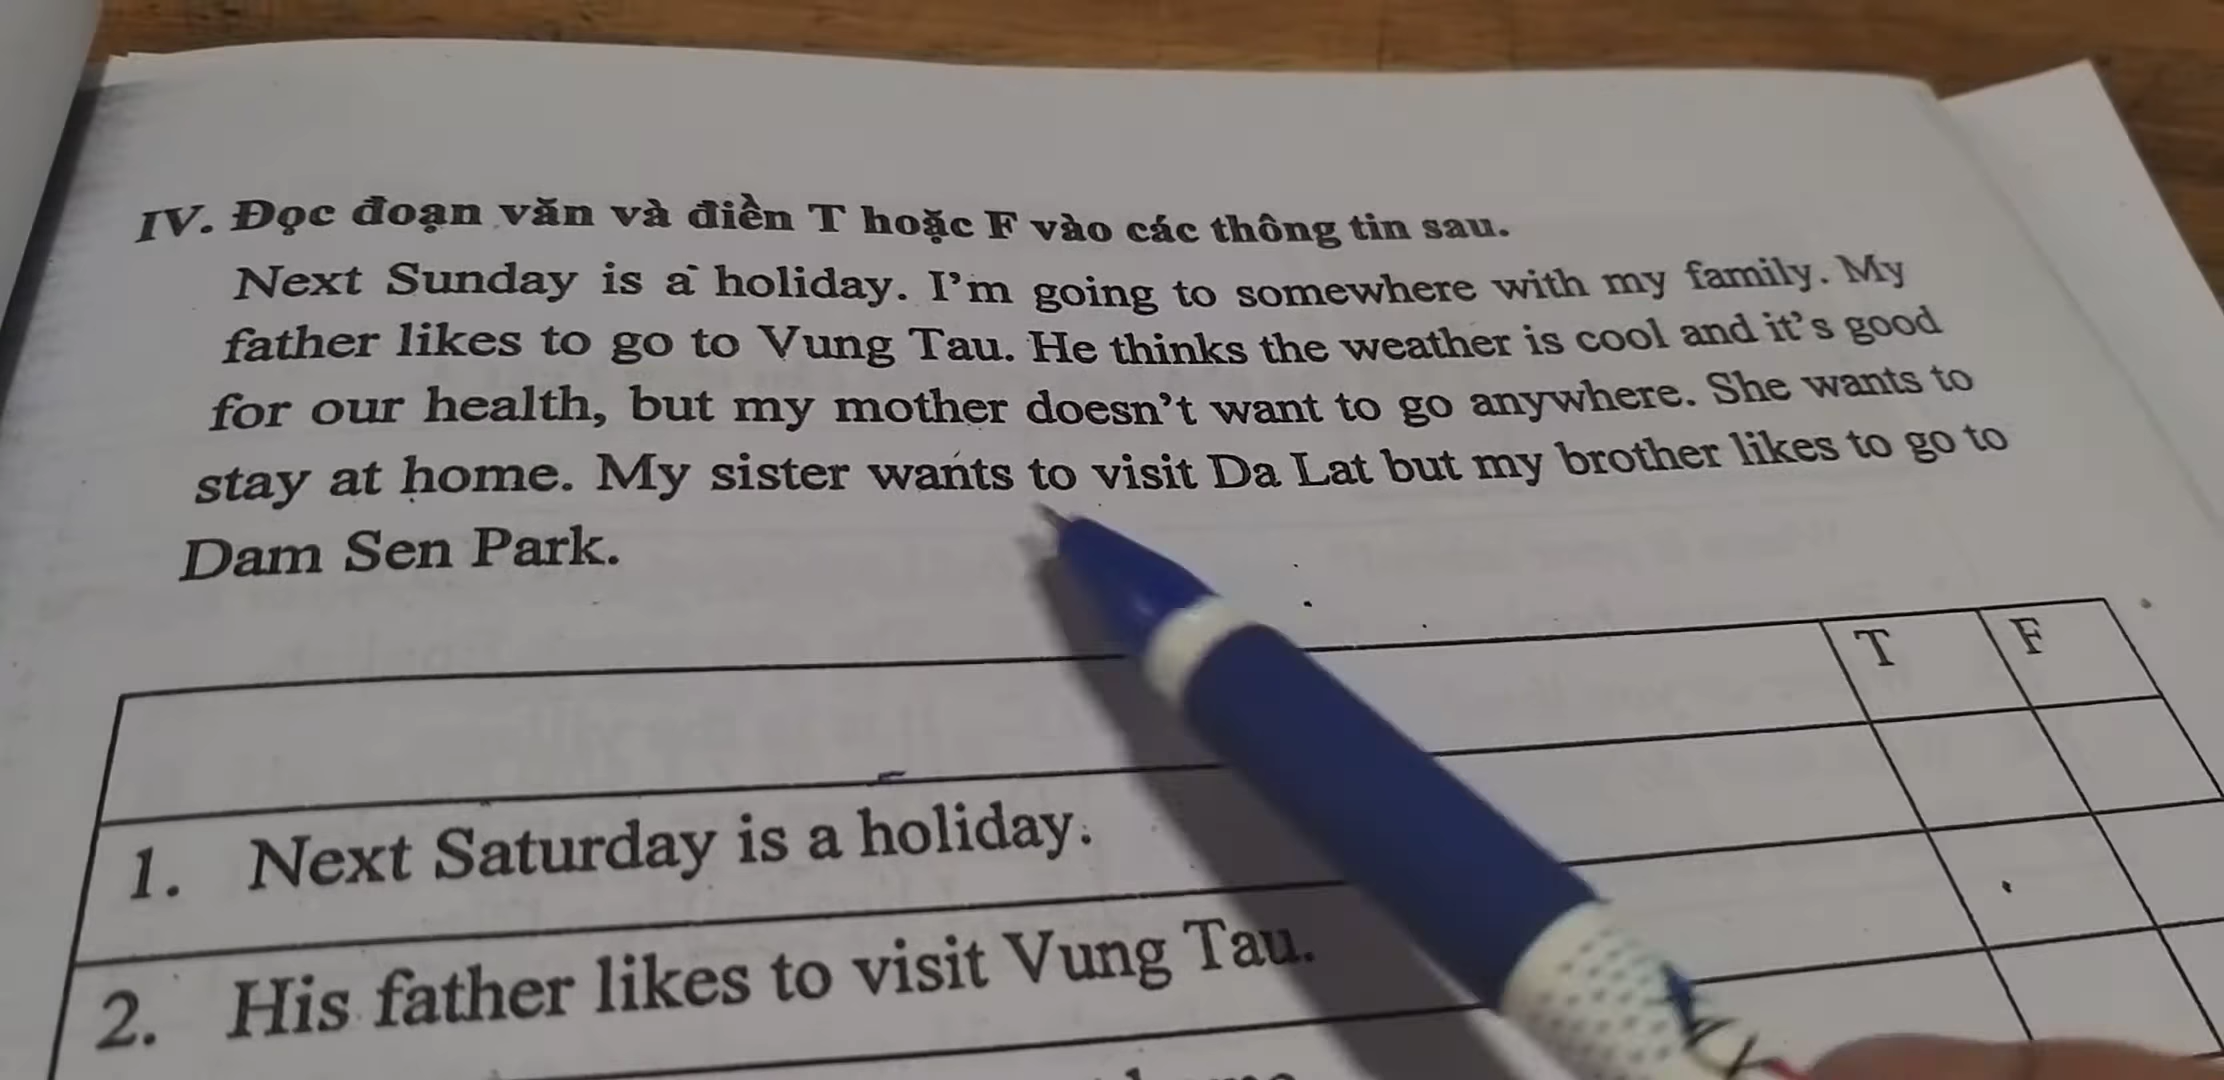 IV. Đọc đoạn văn và điền T hoặc F vào các thông tin sau.
Next Sunday is a holiday. I'm going to somewhere with my family. My
father likes to go to Vung Tau. He thinks the weather is cool and it's good
for our health, but my mother doesn't want to go anywhere. She wants to
stay at home. My sister wants to visit Da Lat but my brother likes to go to
Dam Sen Park.
T F
1. Next Saturday is a holiday.
2. His father likes to visit Vung Tau.